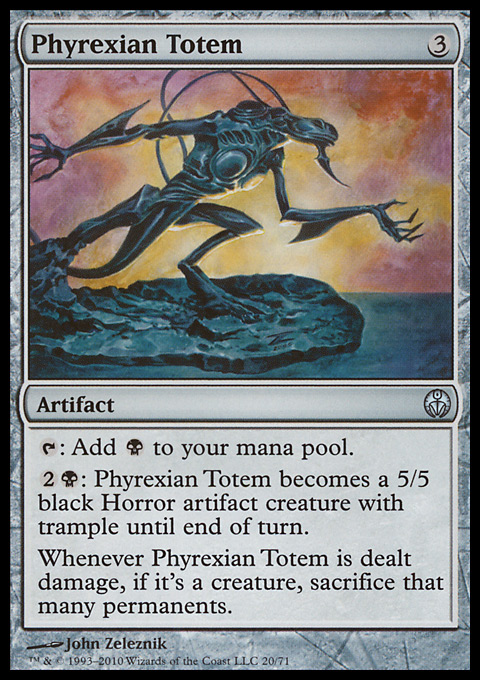 Phyrexian Totem 3
Artifact
: Add to your mana pool.
2 : Phyrexian Totem becomes a 5/5
black Horror artifact creature with
trample until end of turn.
Whenever Phyrexian Totem is dealt
damage, if it's a creature, sacrifice that
many permanents.
John Zeleznik
™ & © 1993–2010 Wizards of the Coast LLC 20/71